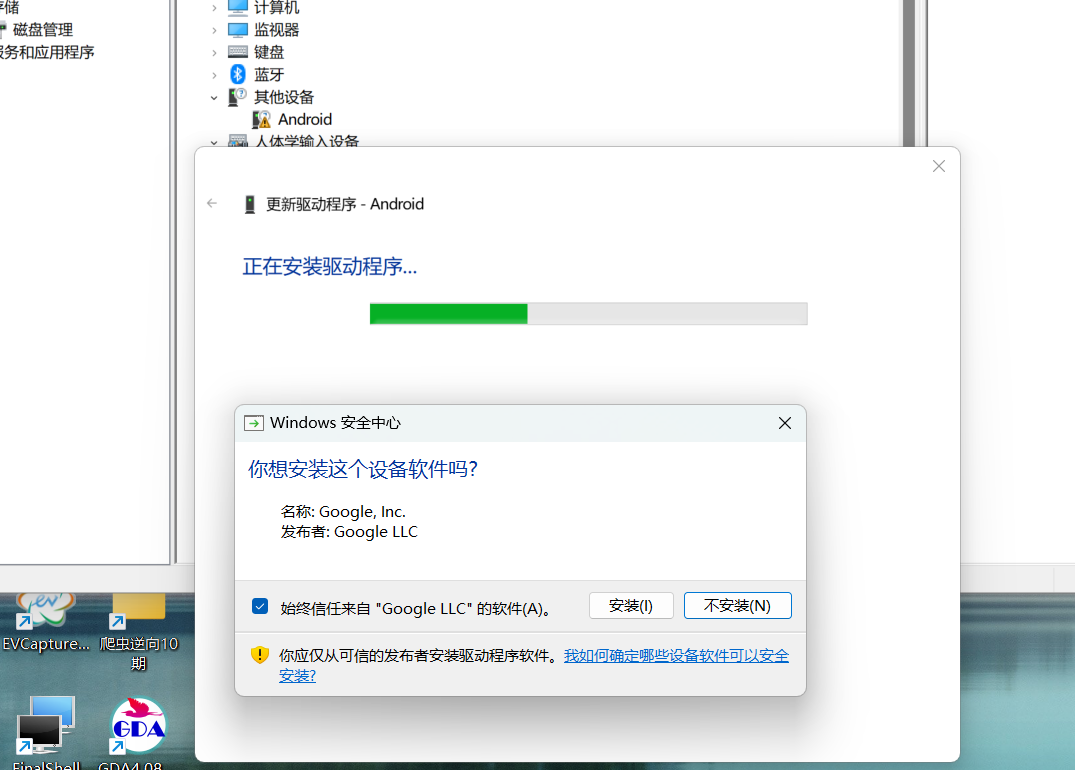 存储
磁盘管理
服务和应用程序
计算机
监视器
键盘
蓝牙
其他设备
Android
人体学输入设备
更新驱动程序 - Android
正在安装驱动程序...
Windows 安全中心
你想安装这个设备软件吗?
名称: Google, Inc.
发布者: Google LLC
始终信任来自 "Google LLC" 的软件(A)。
安装(I)
不安装(N)
你应仅从可信的发布者安装驱动程序软件。我如何确定哪些设备软件可以安全
安装?
EVCapture...
爬虫逆向10
期
GDA
FinalShell
GDA4.08